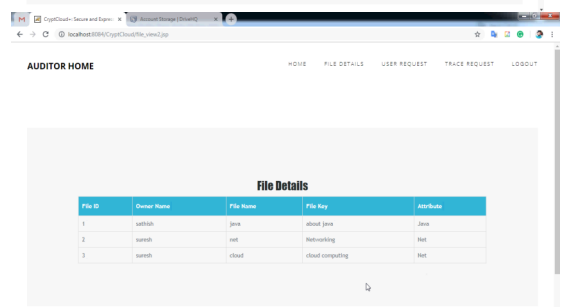 CryptCloud+: Secure and Expre
Account Storage | DriveHQ
localhost:8084/CryptCloud/file_view2.jsp
AUDITOR HOME HOME FILE DETAILS USER REQUEST TRACE REQUEST LOGOUT
File Details
File ID Owner Name File Name File Key Attribute
1 sathish java about java Java
2 suresh net Networking Net
3 suresh cloud cloud computing Net